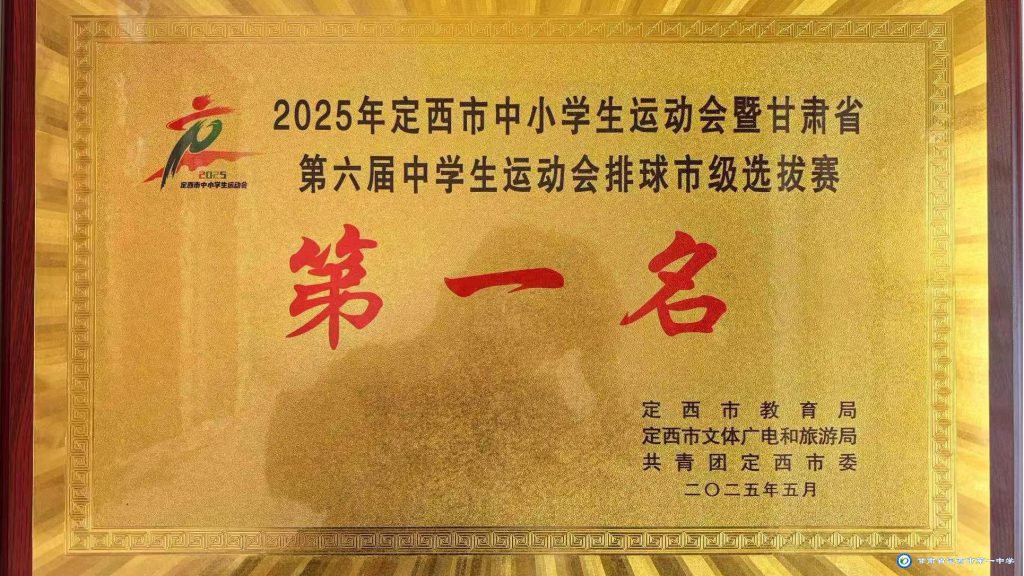 2025年定西市中小学生运动会暨甘肃省
第六届中学生运动会排球市级选拔赛
2025
定西市中小学生运动会
第一名
定西市教育局
定西市文体广电和旅游局
共青团定西市委
二〇二五年五月